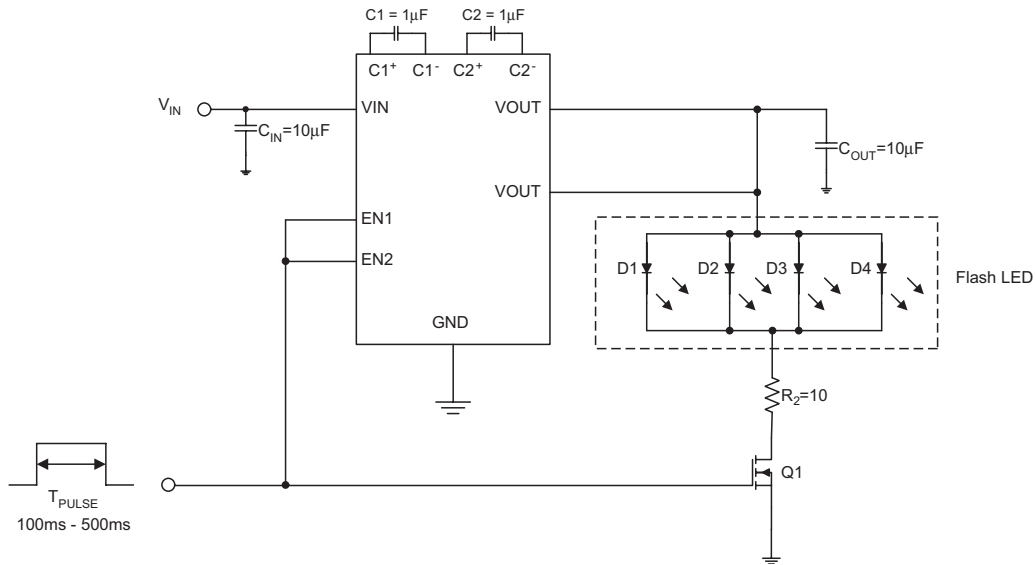 C1 = 1μF C2 = 1μF
C1+ C1- C2+ C2-
VIN VIN VOUT
CIN=10μF COUT=10μF
VOUT
EN1
EN2
D1 D2 D3 D4 Flash LED
GND
R2=10
Q1
TPULSE
100ms - 500ms